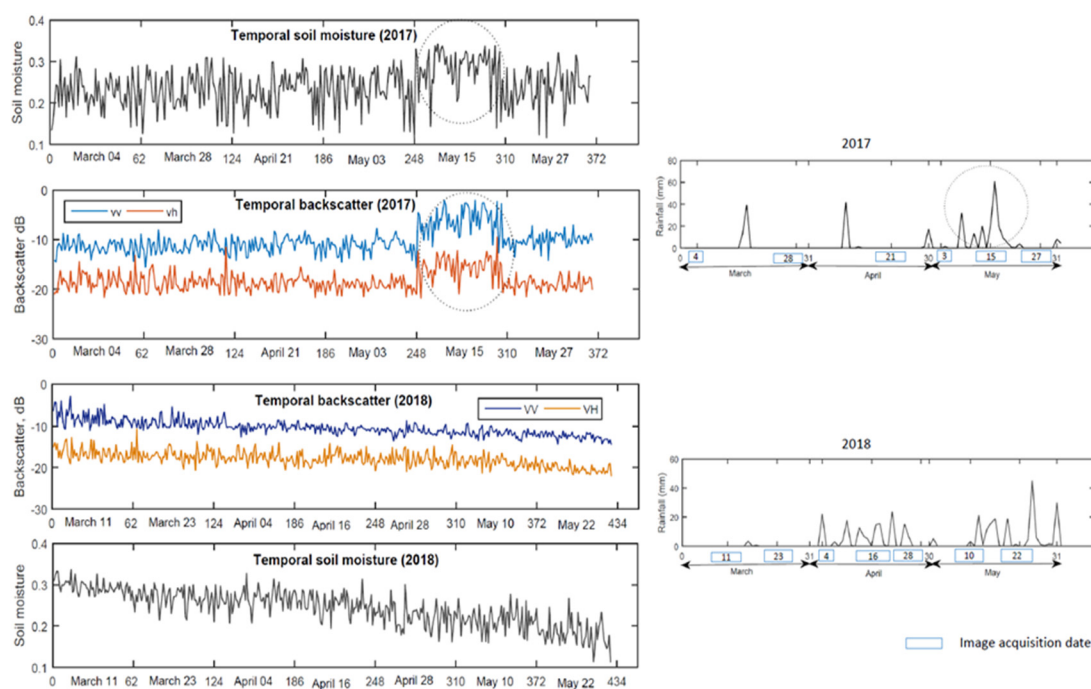 Temporal soil moisture (2017)
Soil moisture
0.4
0.3
0.2
0.1
0 March 04 62 March 28 124 April 21 186 May 03 248 May 15 310 May 27 372
Temporal backscatter (2017)
vv vh
Backscatter dB
0
-10
-20
-30
0 March 04 62 March 28 124 April 21 186 May 03 248 May 15 310 May 27 372
Temporal backscatter (2018)
VV VH
Backscatter, dB
0
-10
-20
-30
0 March 11 62 March 23 124 April 04 186 April 16 248 April 28 310 May 10 372 May 22 434
Temporal soil moisture (2018)
Soil moisture
0.4
0.3
0.2
0.1
0 March 11 62 March 23 124 April 04 186 April 16 248 April 28 310 May 10 372 May 22 434
2017
Rainfall (mm)
80
60
40
20
0
0 4 28 31 21 30 3 15 27 31
March April May
2018
Rainfall (mm)
60
40
20
0
0 11 23 31 4 16 28 30 10 22 31
March April May
Image acquisition date